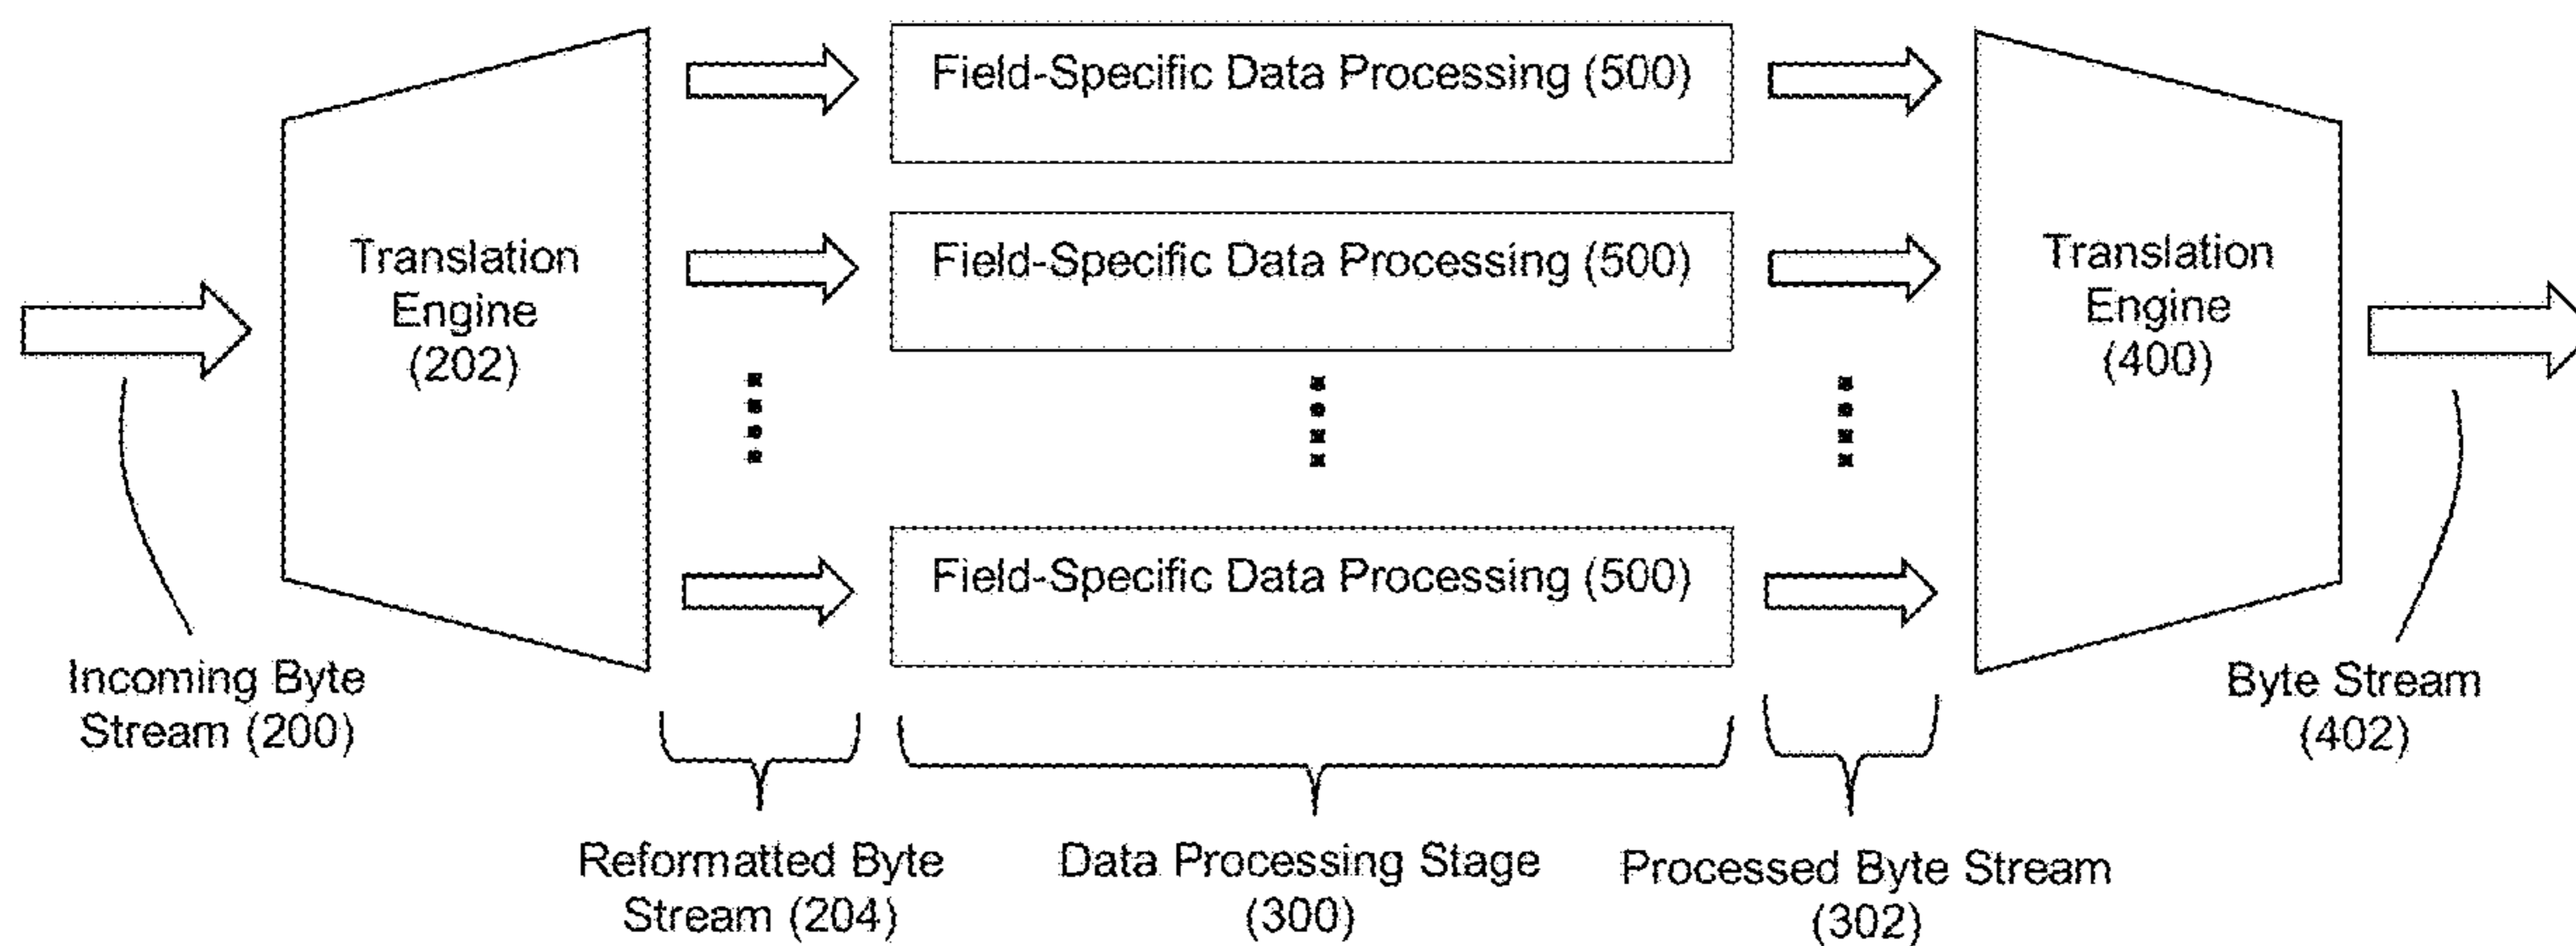 Field-Specific Data Processing (500)
Field-Specific Data Processing (500)
Translation
Engine
(202)
Translation
Engine
(400)
Field-Specific Data Processing (500)
Incoming Byte
Stream (200)
Byte Stream
(402)
Reformatted Byte
Stream (204)
Data Processing Stage
(300)
Processed Byte Stream
(302)